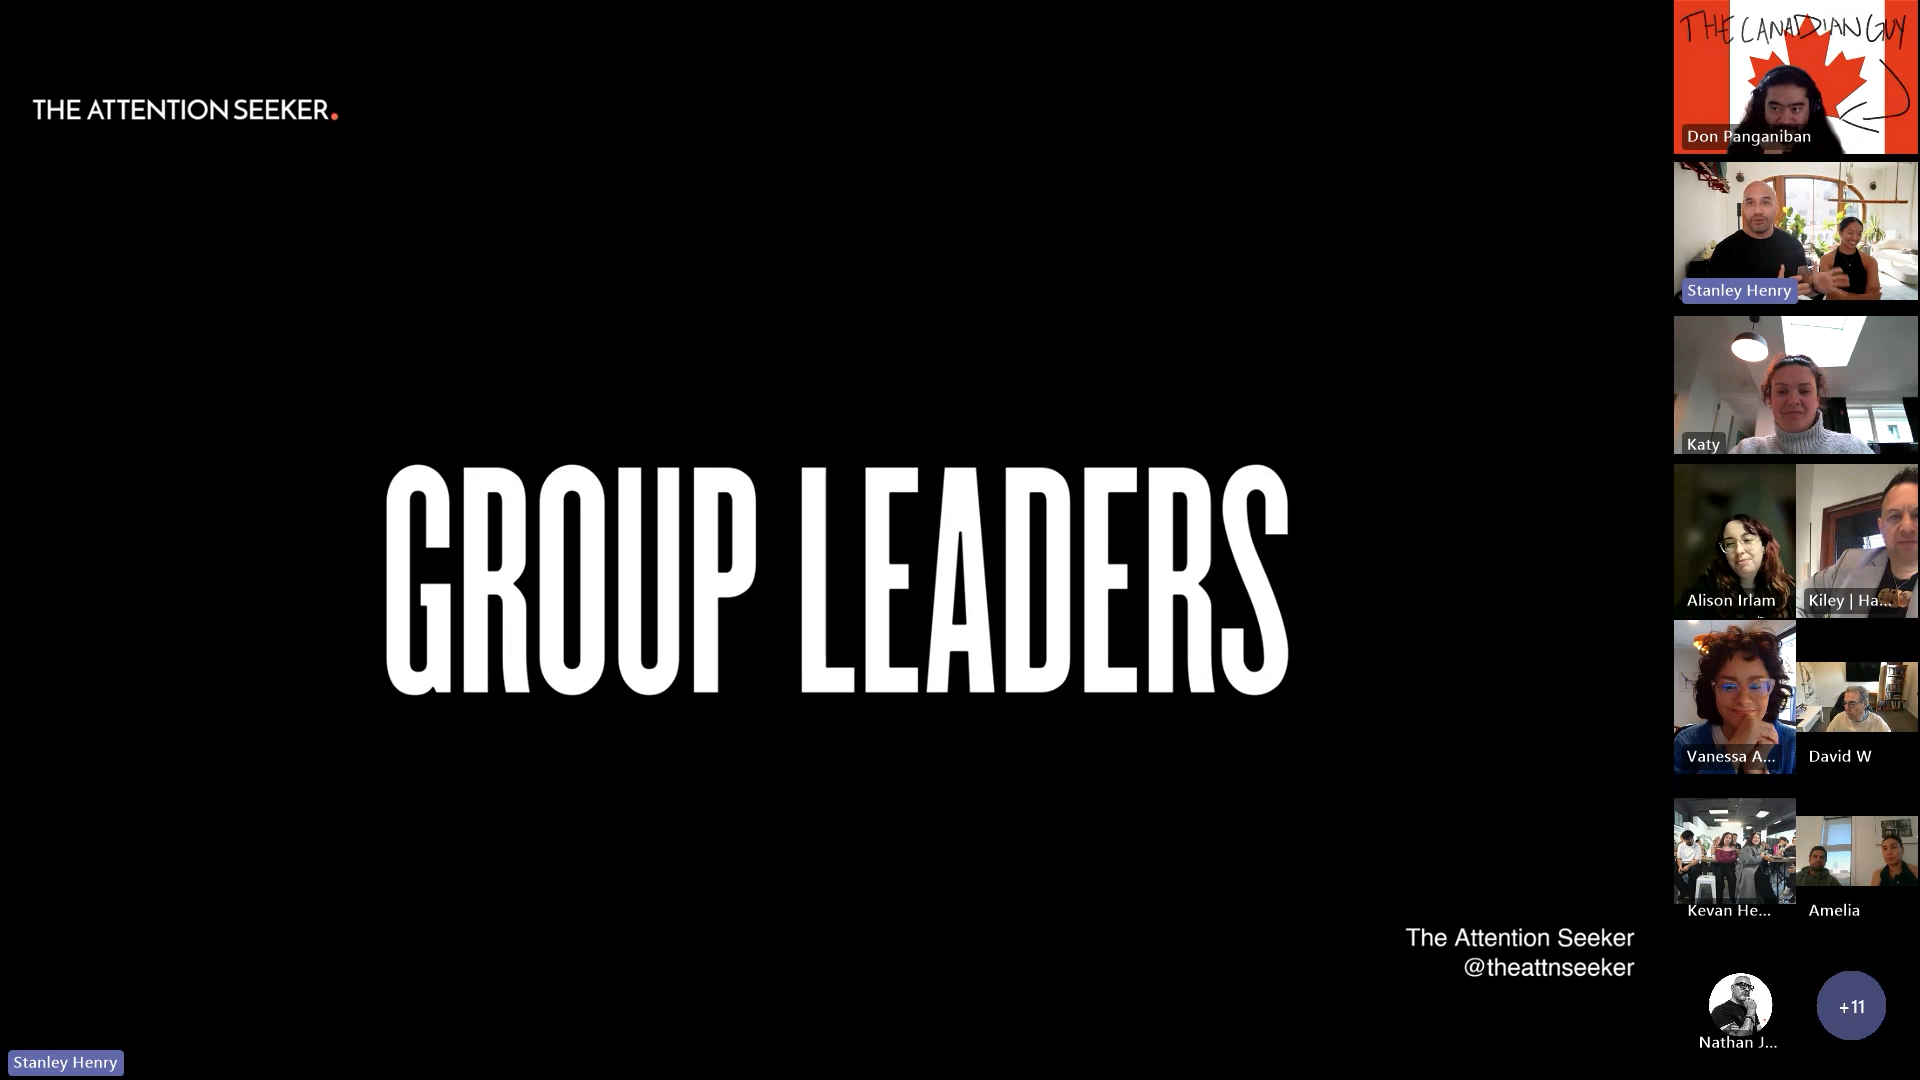 THE ATTENTION SEEKER.
GROUP LEADERS
The Attention Seeker
@theattnseeker
Stanley Henry
THE CANADIAN GUY
Don Panganiban
Stanley Henry
Katy
Alison Irlam
Kiley | Ha...
Vanessa A...
David W
Kevan He...
Amelia
Nathan J...
+11